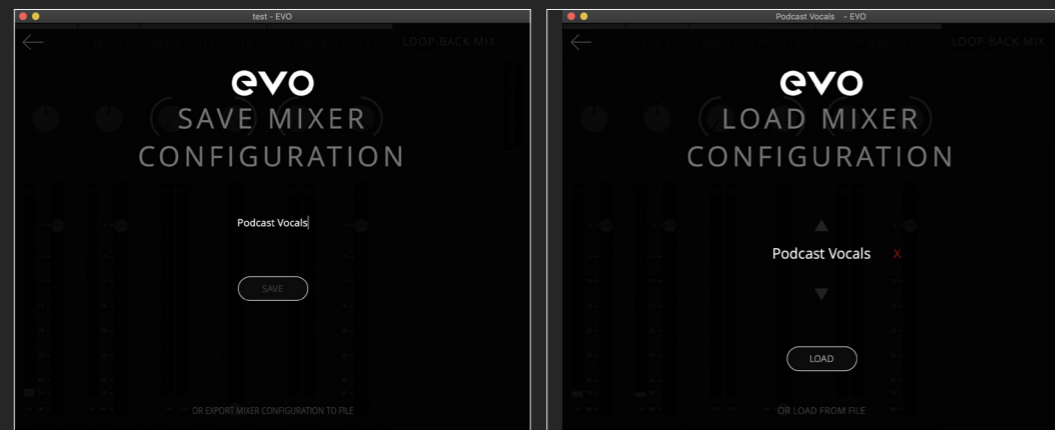 test - EVO
LOOP-BACK MIX
evo
SAVE MIXER
CONFIGURATION
Podcast Vocals
SAVE
OR EXPORT MIXER CONFIGURATION TO FILE
Podcast Vocals - EVO
LOOP-BACK MIX
evo
LOAD MIXER
CONFIGURATION
Podcast Vocals X
LOAD
OR LOAD FROM FILE